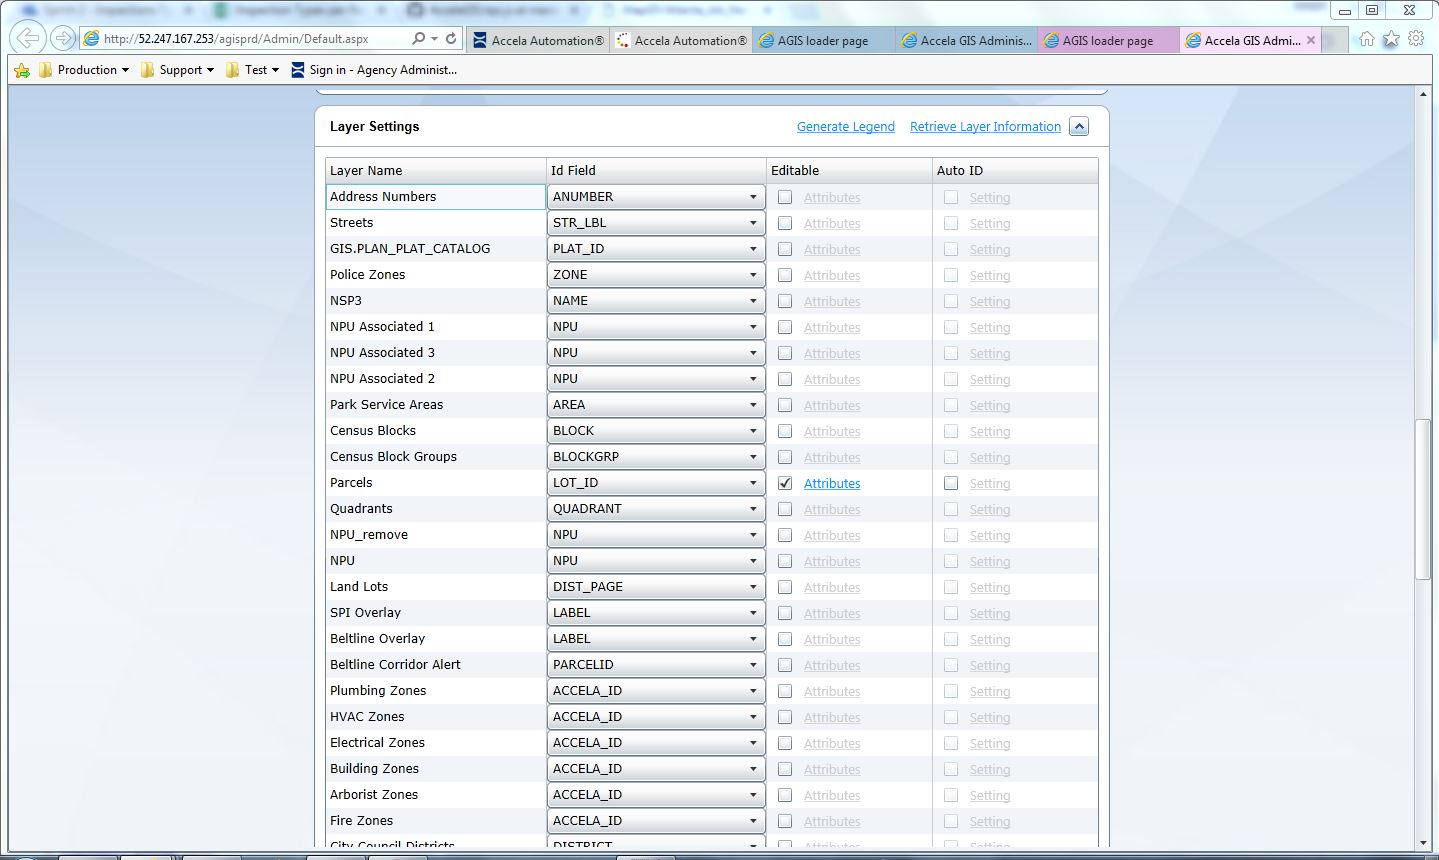 http://52.247.167.253/agisprd/Admin/Default.aspx
Accela Automation®
Accela Automation®
AGIS loader page
Accela GIS Adminis...
AGIS loader page
Accela GIS Admi...
Production
Support
Test
Sign in - Agency Administ...
Layer Settings
Generate Legend Retrieve Layer Information
Layer Name Id Field Editable Auto ID
Address Numbers ANUMBER Attributes Setting
Streets STR_LBL Attributes Setting
GIS.PLAN_PLAT_CATALOG PLAT_ID Attributes Setting
Police Zones ZONE Attributes Setting
NSP3 NAME Attributes Setting
NPU Associated 1 NPU Attributes Setting
NPU Associated 3 NPU Attributes Setting
NPU Associated 2 NPU Attributes Setting
Park Service Areas AREA Attributes Setting
Census Blocks BLOCK Attributes Setting
Census Block Groups BLOCKGRP Attributes Setting
Parcels LOT_ID Attributes Setting
Quadrants QUADRANT Attributes Setting
NPU_remove NPU Attributes Setting
NPU NPU Attributes Setting
Land Lots DIST_PAGE Attributes Setting
SPI Overlay LABEL Attributes Setting
Beltline Overlay LABEL Attributes Setting
Beltline Corridor Alert PARCELID Attributes Setting
Plumbing Zones ACCELA_ID Attributes Setting
HVAC Zones ACCELA_ID Attributes Setting
Electrical Zones ACCELA_ID Attributes Setting
Building Zones ACCELA_ID Attributes Setting
Arborist Zones ACCELA_ID Attributes Setting
Fire Zones ACCELA_ID Attributes Setting
City Council Districts DISTRICT